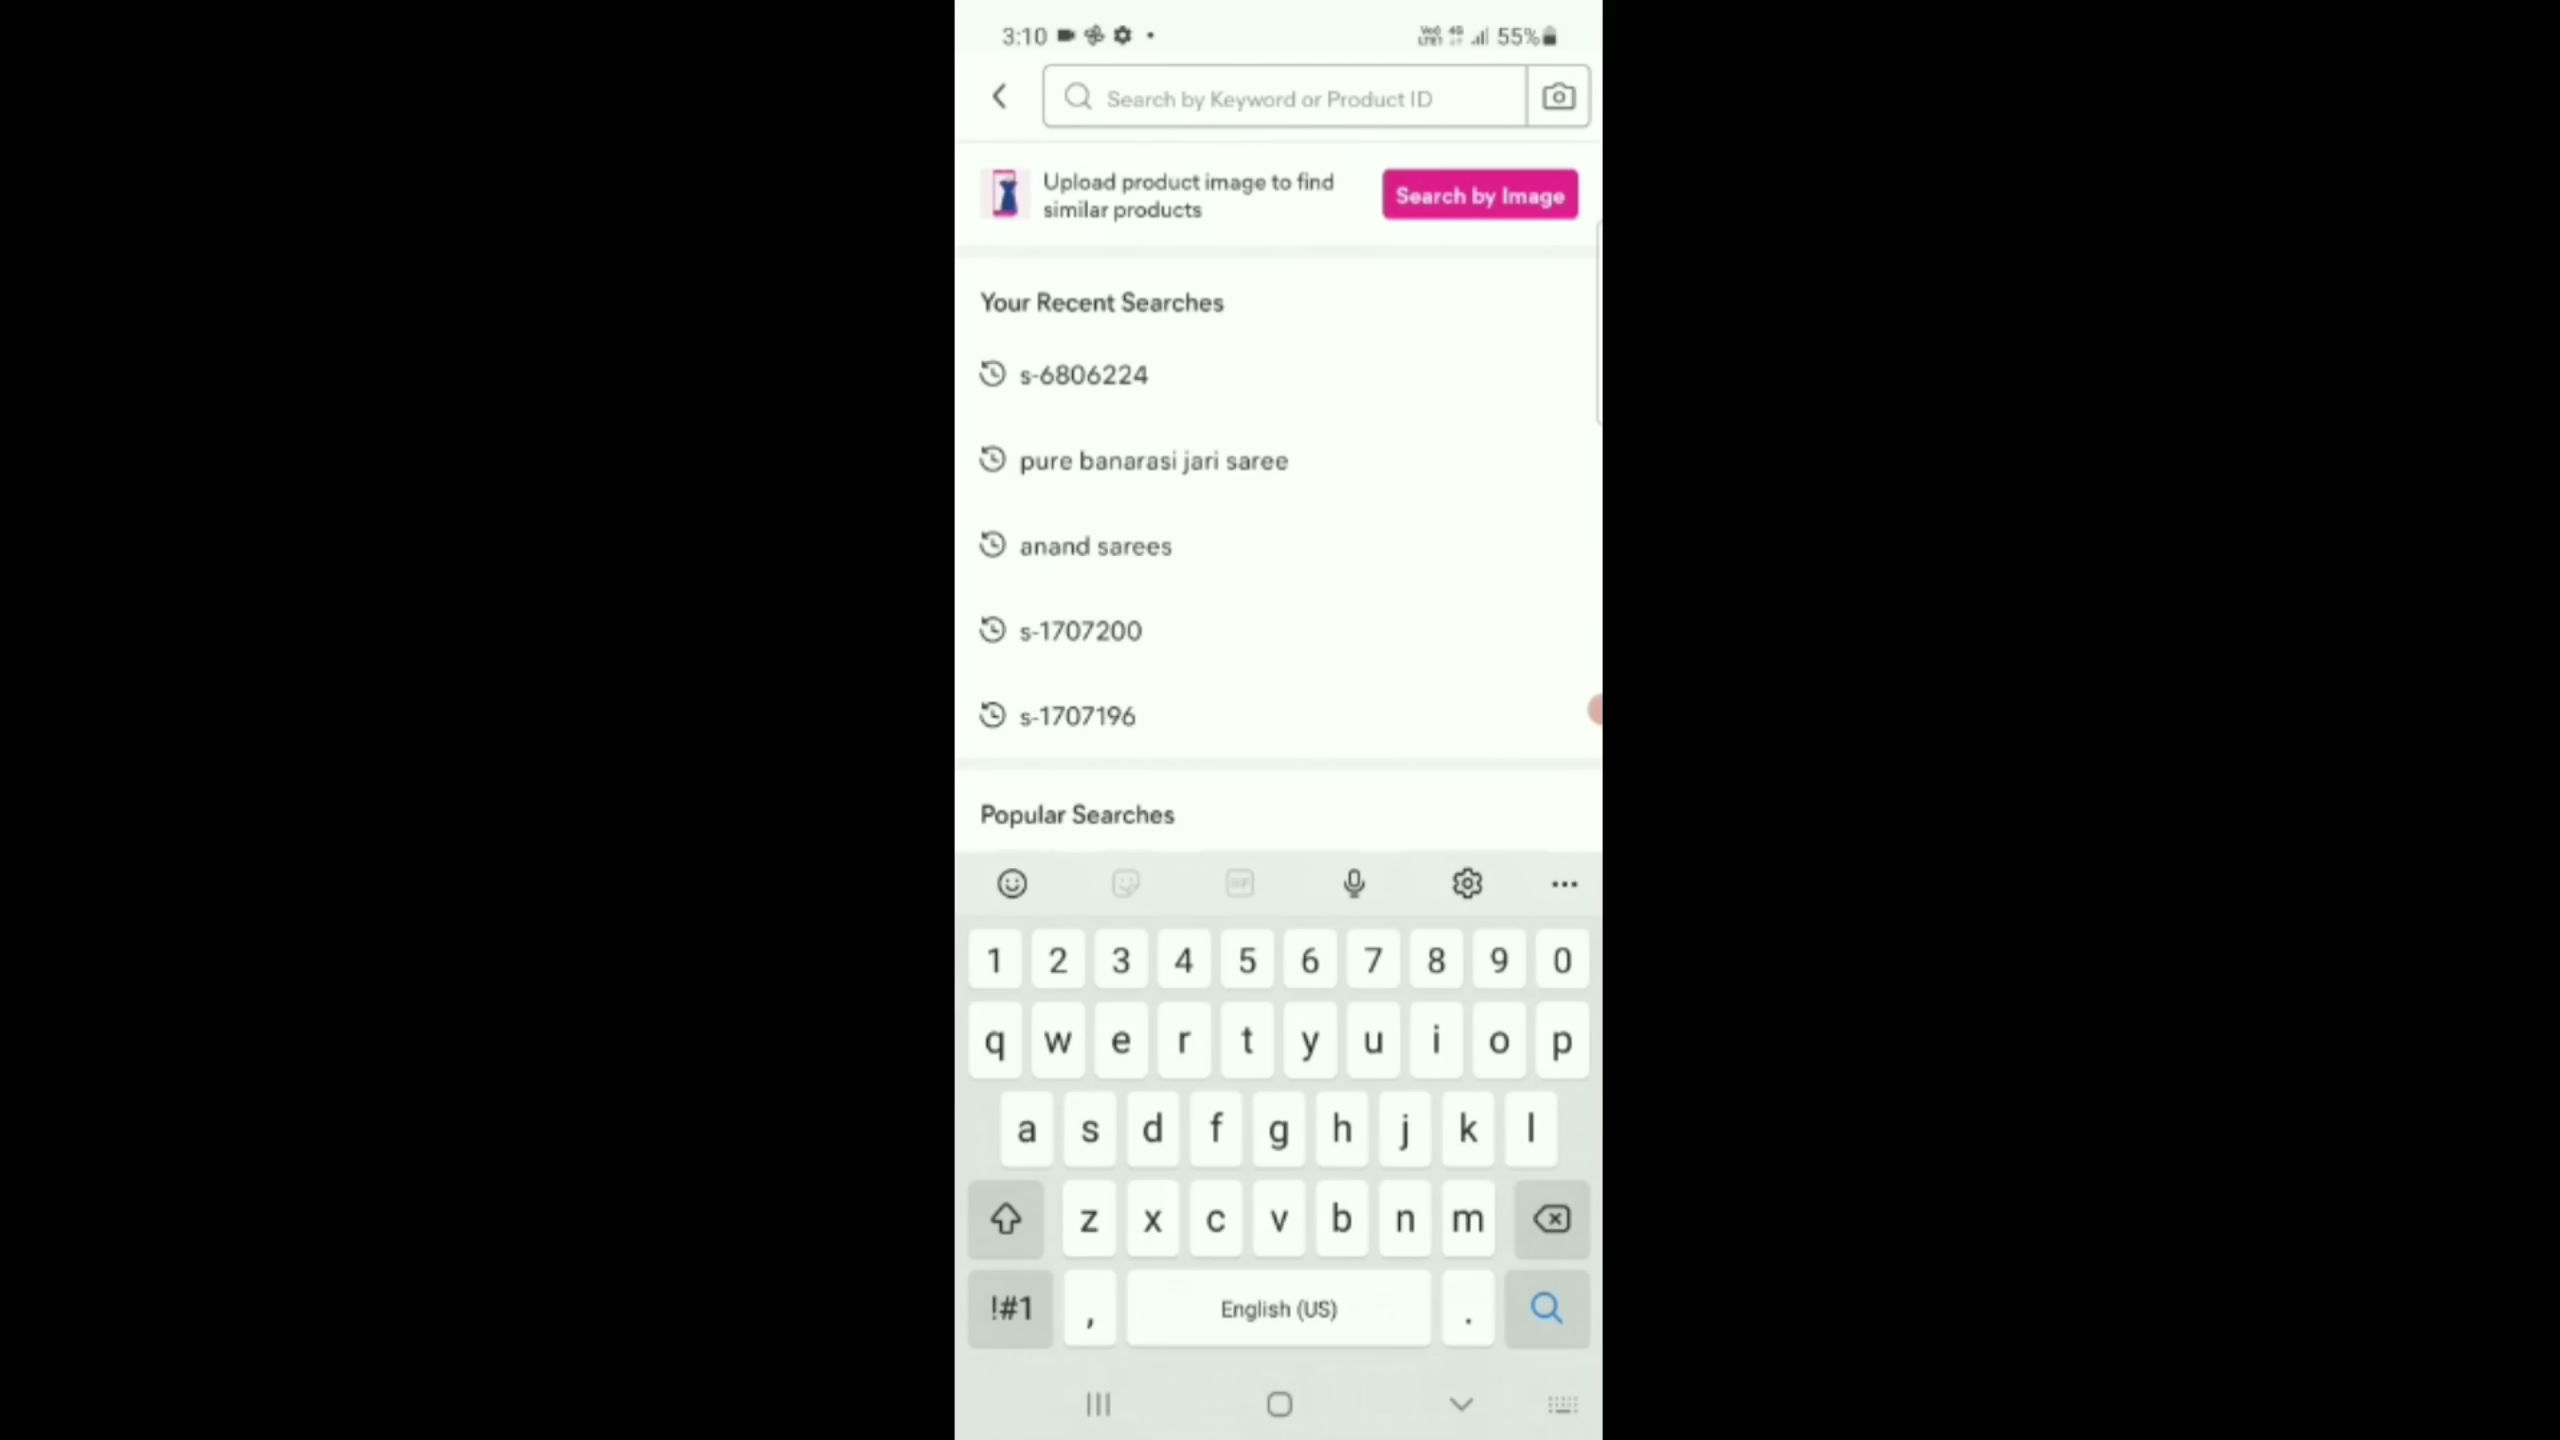 3:10
55%
Search by Keyword or Product ID
Upload product image to find
similar products
Search by Image
Your Recent Searches
s-6806224
pure banarasi jari saree
anand sarees
s-1707200
s-1707196
Popular Searches
1 2 3 4 5 6 7 8 9 0
q w e r t y u i o p
a s d f g h j k l
z x c v b n m
!#1 , English (US) .